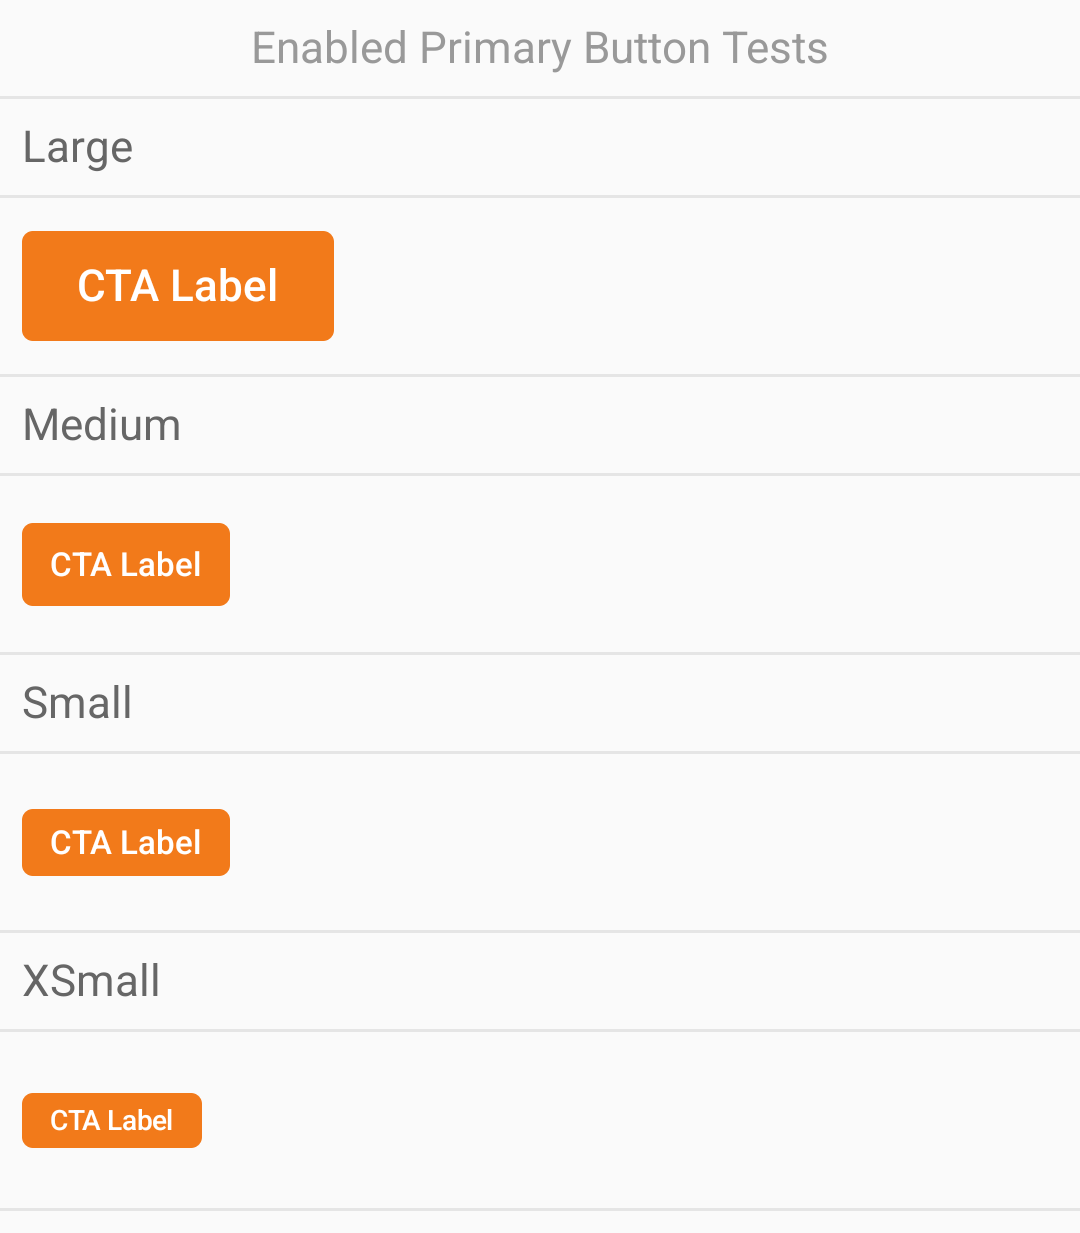 Enabled Primary Button Tests
Large
CTA Label
Medium
CTA Label
Small
CTA Label
XSmall
CTA Label